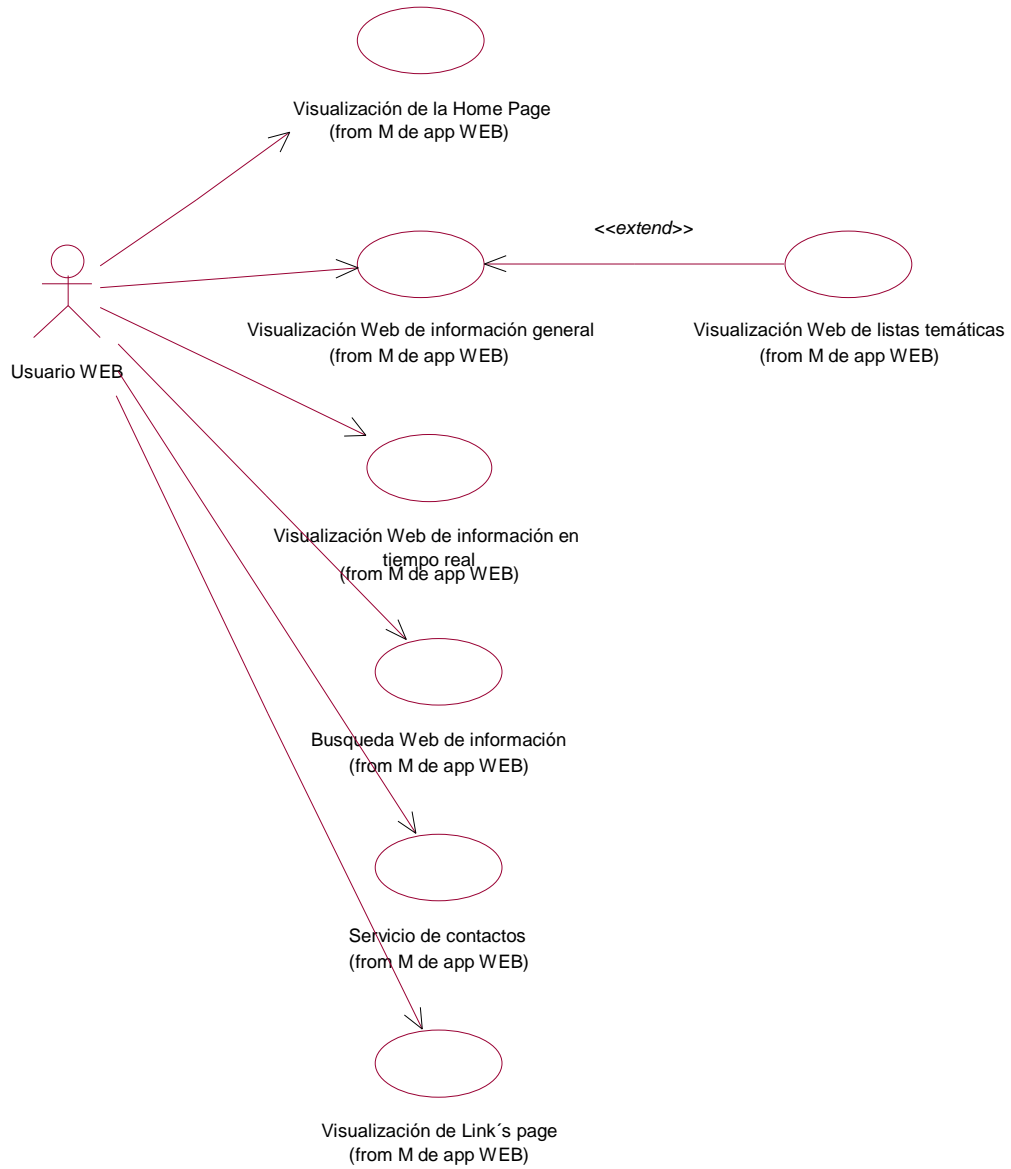 Visualización de la Home Page
(from M de app WEB)
<<extend>>
Visualización Web de información general
(from M de app WEB)
Visualización Web de listas temáticas
(from M de app WEB)
Usuario WEB
Visualización Web de información en
tiempo real
(from M de app WEB)
Busqueda Web de información
(from M de app WEB)
Servicio de contactos
(from M de app WEB)
Visualización de Link´s page
(from M de app WEB)